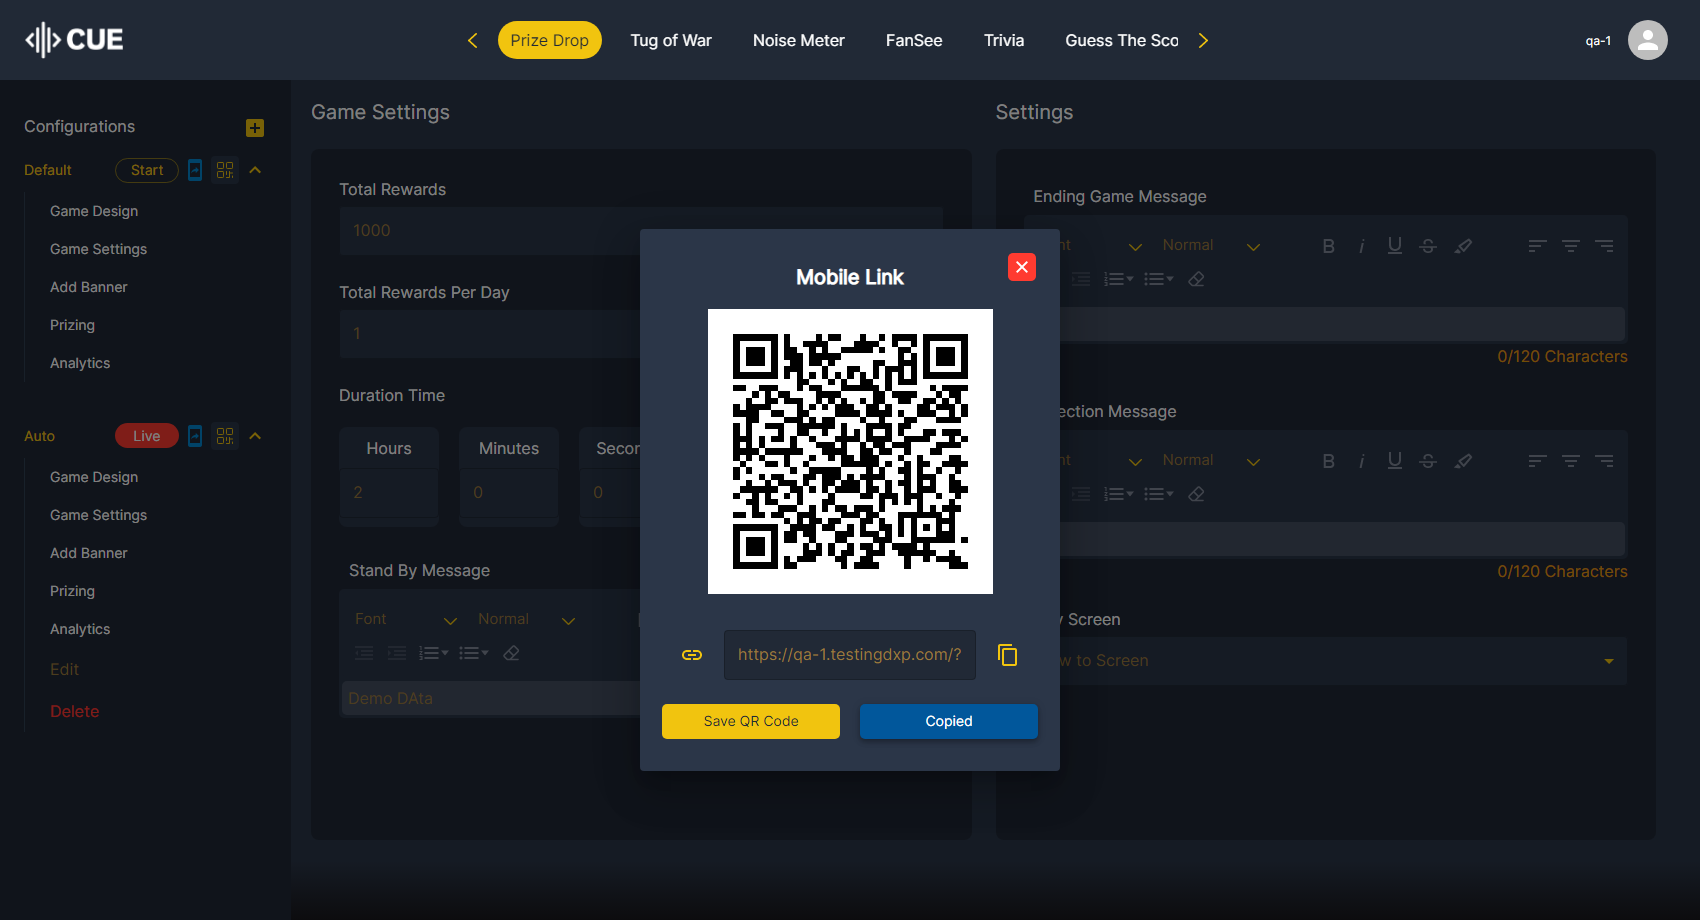 CUE
Prize Drop
Tug of War
Noise Meter
FanSee
Trivia
Guess The Sco
qa-1
Configurations
Default
Start
Game Design
Game Settings
Add Banner
Prizing
Analytics
Auto
Live
Game Design
Game Settings
Add Banner
Prizing
Analytics
Edit
Delete
Game Settings
Total Rewards
1000
Total Rewards Per Day
1
Duration Time
Hours
Minutes
Secon
2
0
0
Stand By Message
Font
Normal
Demo DAta
Mobile Link
https://qa-1.testingdxp.com/?
Save QR Code
Copied
Settings
Ending Game Message
nt
Normal
B i U S
0/120 Characters
ection Message
nt
Normal
B i U S
0/120 Characters
y Screen
w to Screen